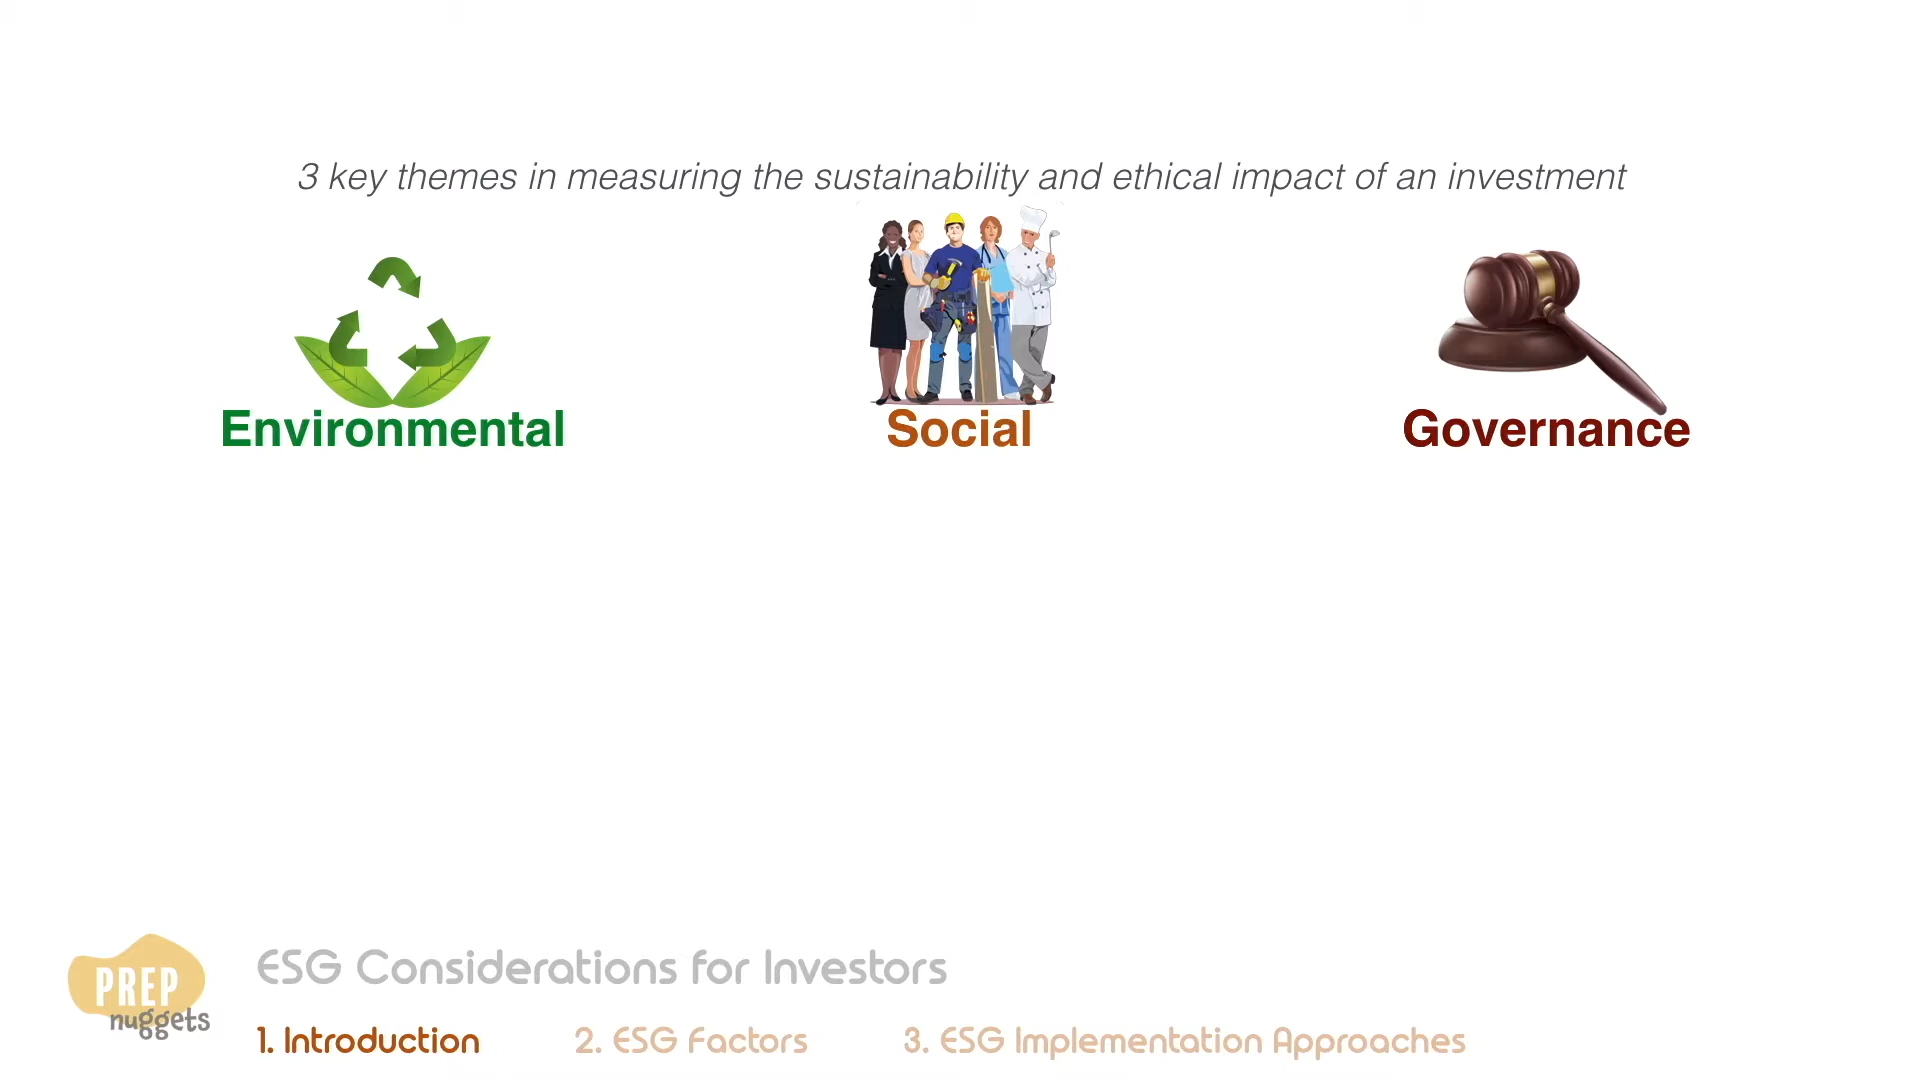 3 key themes in measuring the sustainability and ethical impact of an investment
Environmental
Social
Governance
PREP
nuggets
ESG Considerations for Investors
1. Introduction
2. ESG Factors
3. ESG Implementation Approaches